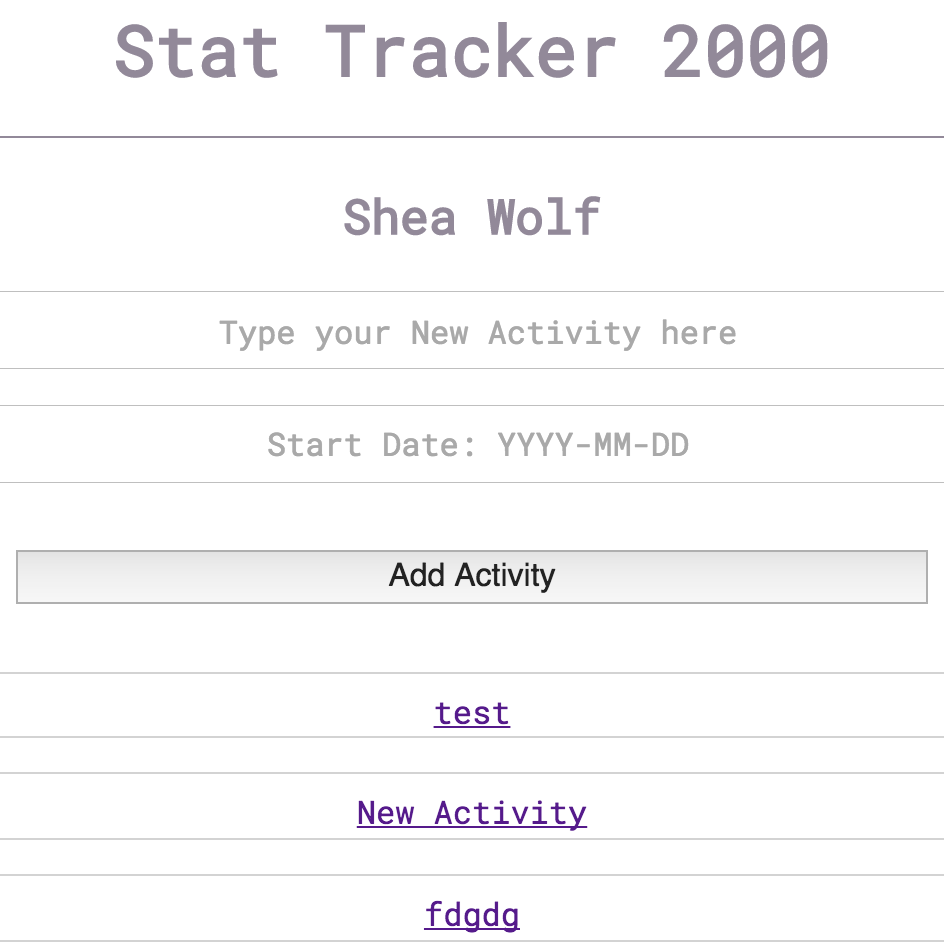 Stat Tracker 2000
Shea Wolf
Type your New Activity here
Start Date: YYYY-MM-DD
Add Activity
test
New Activity
fdgdg